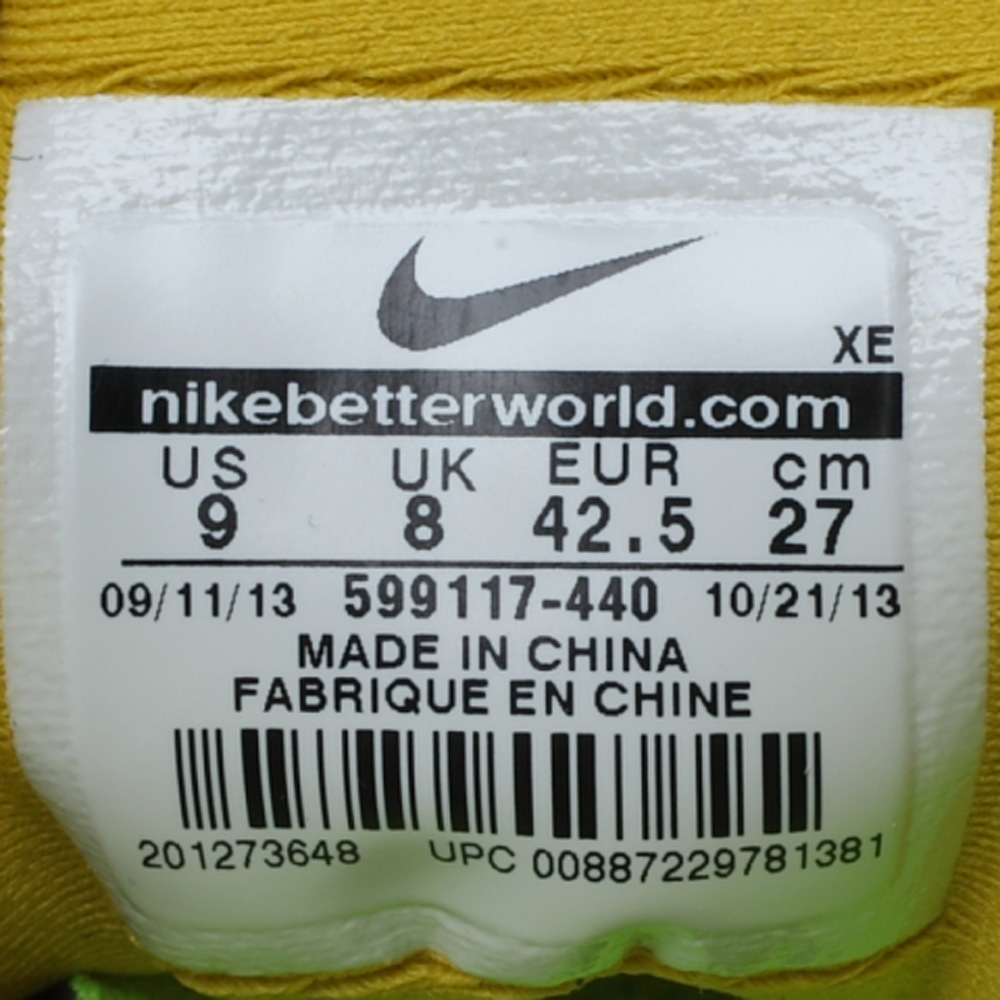 XE
nikebetterworld.com
US UK EUR cm
9 8 42.5 27
09/11/13 599117-440 10/21/13
MADE IN CHINA
FABRIQUE EN CHINE
201273648 UPC 00887229781381